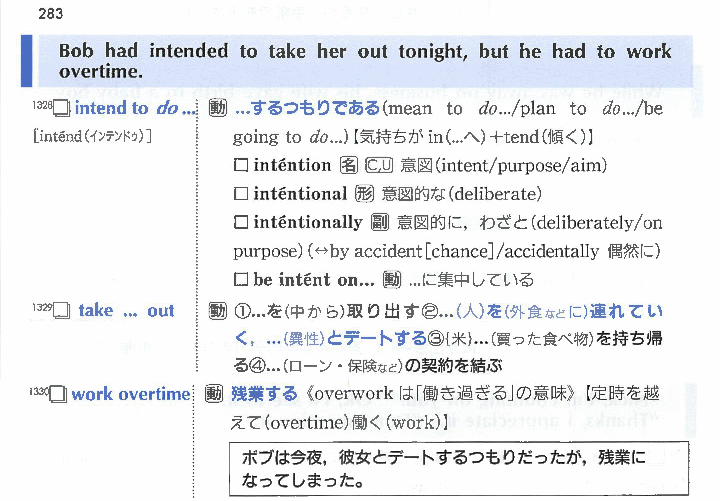 283
Bob had intended to take her out tonight, but he had to work
overtime.
1328□ intend to do ... 動 …するつもりである(mean to do.../plan to do.../be
[inténd(インテンドゥ)] going to do...)【気持ちが in(…へ)+tend(傾く)】
□ inténtion 名 C,U 意図(intent/purpose/aim)
□ inténtional 形 意図的な(deliberate)
□ inténtionally 副 意図的に，わざと(deliberately/on
purpose)(↔by accident[chance]/accidentally 偶然に)
□ be intént on... 動 …に集中している
1329□ take ... out 動 ①…を(中から)取り出す②…(人)を(外食などに)連れてい
く，…(異性)とデートする③{米}…(買った食べ物)を持ち帰
る④…(ローン・保険など)の契約を結ぶ
1330□ work overtime 動 残業する《overwork は「働き過ぎる」の意味》【定時を越
えて(overtime)働く(work)】
ボブは今夜，彼女とデートするつもりだったが，残業に
なってしまった。